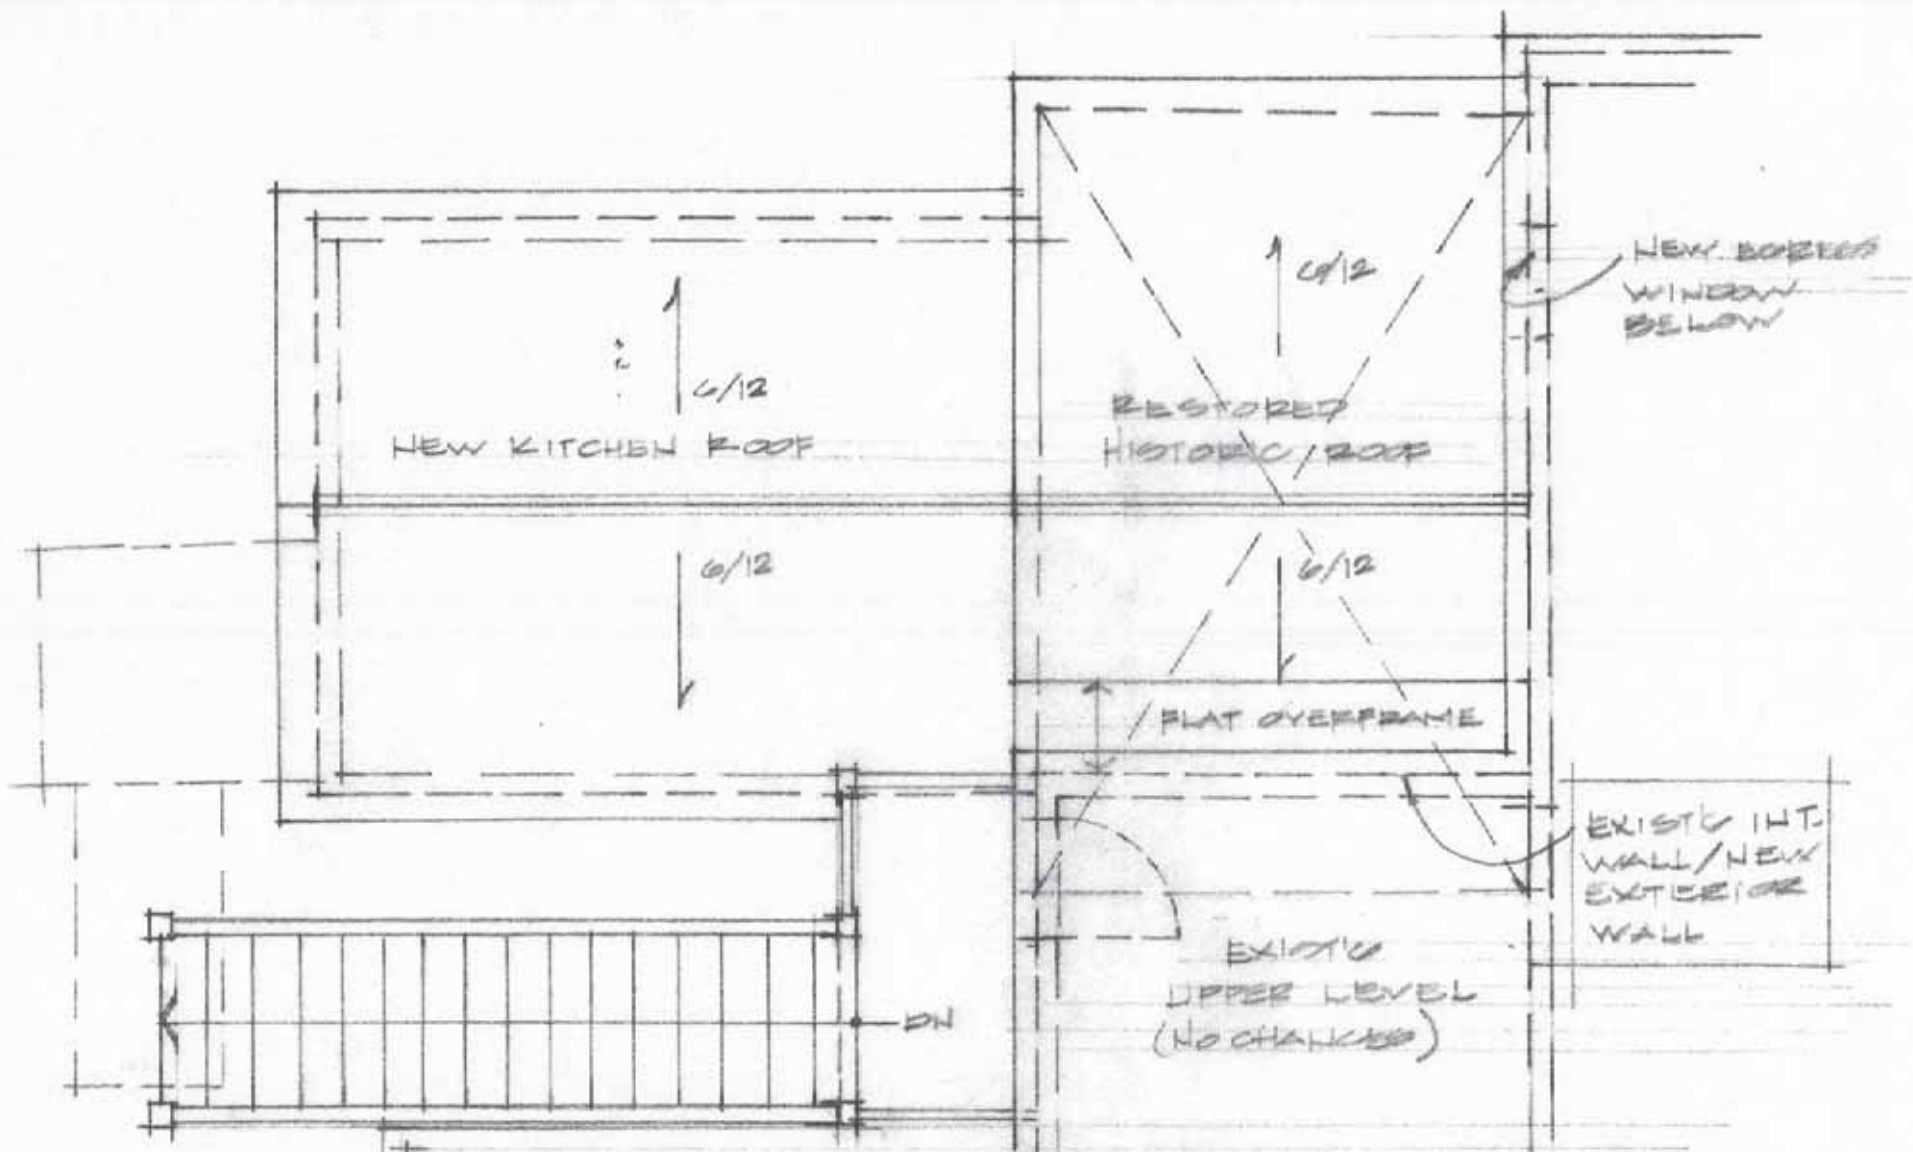 6/12
NEW KITCHEN ROOF
6/12
6/12
RESTORED
HISTORIC ROOF
6/12
FLAT OVERFRAME
NEW EGRESS
WINDOW
BELOW
EXIST'G INT.
WALL/NEW
EXTERIOR
WALL
EXIST'G
UPPER LEVEL
(NO CHANGES)
DN